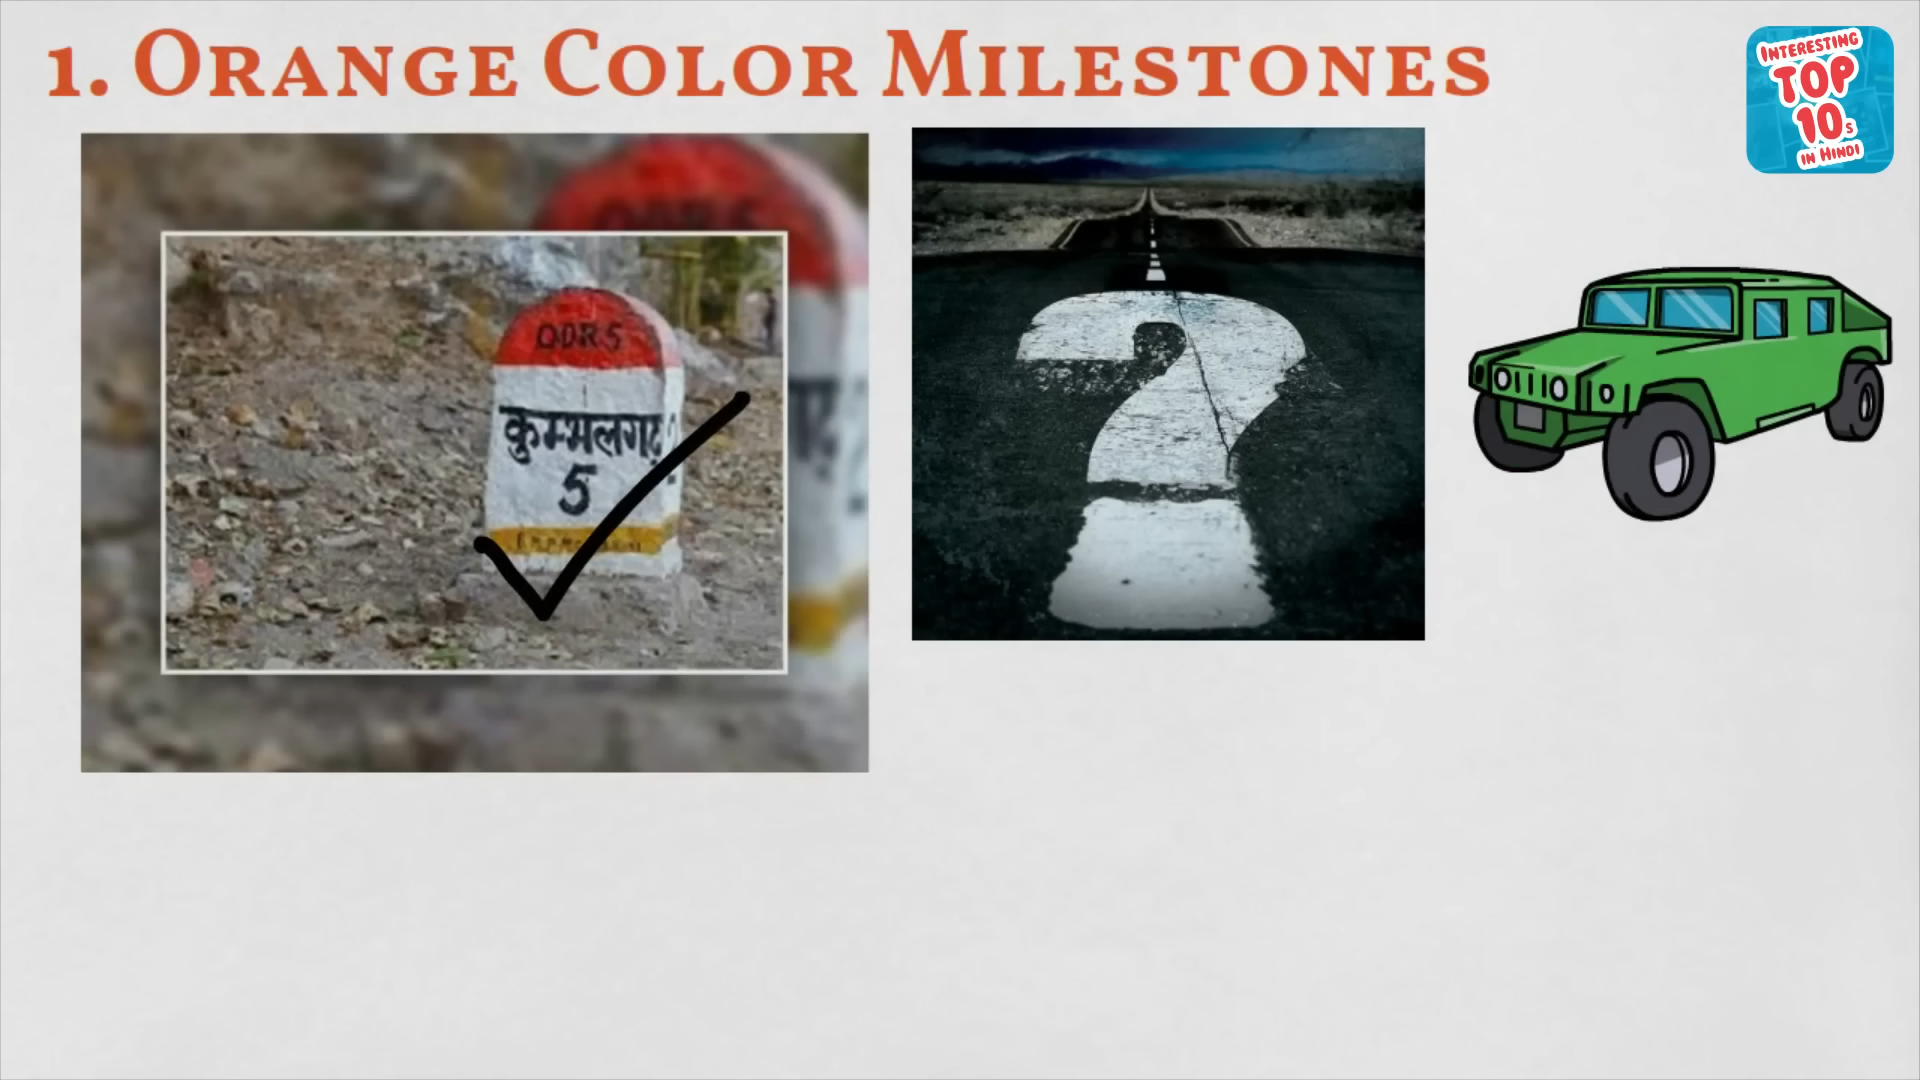 1. ORANGE COLOR MILESTONES
INTERESTING
TOP
10s
IN HINDI
ODR 5
कुम्भलगढ़
5
?